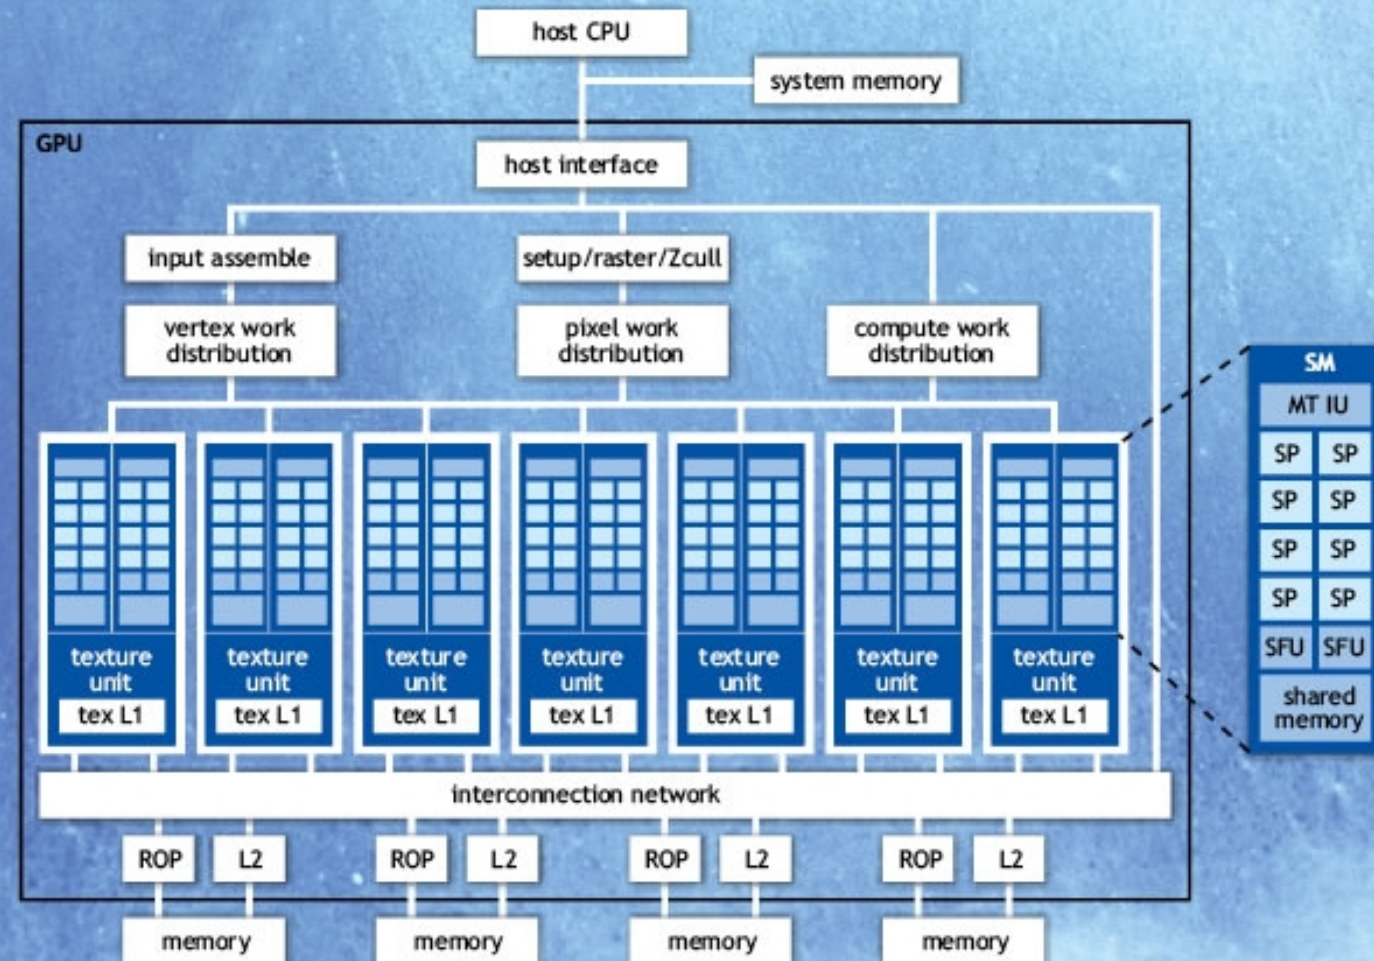 host CPU
system memory
GPU
host interface
input assemble
setup/raster/Zcull
vertex work
distribution
pixel work
distribution
compute work
distribution
SM
MT IU
SP SP
SP SP
SP SP
SP SP
SFU SFU
shared
memory
texture
unit
tex L1
texture
unit
tex L1
texture
unit
tex L1
texture
unit
tex L1
texture
unit
tex L1
texture
unit
tex L1
texture
unit
tex L1
interconnection network
ROP L2 ROP L2 ROP L2 ROP L2
memory memory memory memory